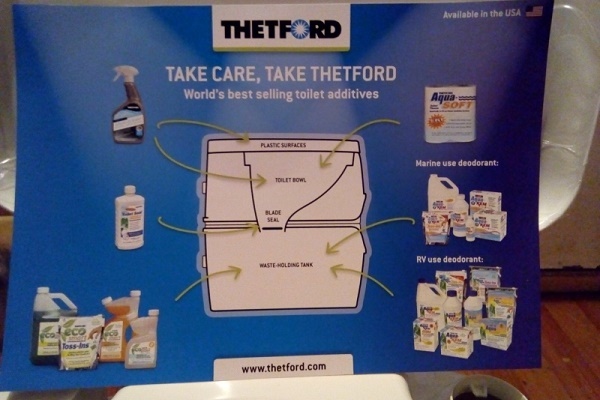 Available in the USA
THETFORD
TAKE CARE, TAKE THETFORD
World's best selling toilet additives
PLASTIC SURFACES
TOILET BOWL
BLADE
SEAL
WASTE-HOLDING TANK
Aqua-
SOFT
Marine use deodorant:
RV use deodorant:
eco
Toss-Ins
www.thetford.com